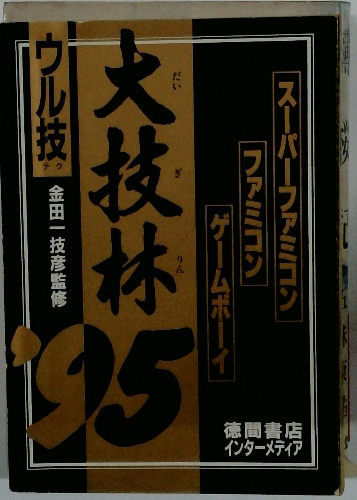 スーパーファミコン
ファミコン
ゲームボーイ
大技林
だい
ぎ
りん
'95
ウル技
テク
金田一技彦監修
徳間書店
インターメディア